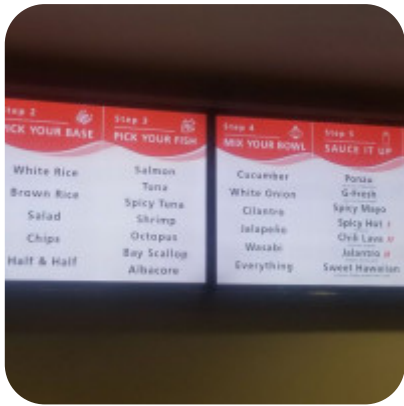 Step 2
PICK YOUR BASE
White Rice
Brown Rice
Salad
Chips
Half & Half
Step 3
PICK YOUR FISH
Salmon
Tuna
Spicy Tuna
Shrimp
Octopus
Bay Scallop
Albacore
Step 4
MIX YOUR BOWL
Cucumber
White Onion
Cilantro
Jalapeño
Wasabi
Everything
Step 5
SAUCE IT UP
Ponzu
G-Fresh
Spicy Mayo
Spicy Hot
Chili Lava
Jalantro
Sweet Hawaiian